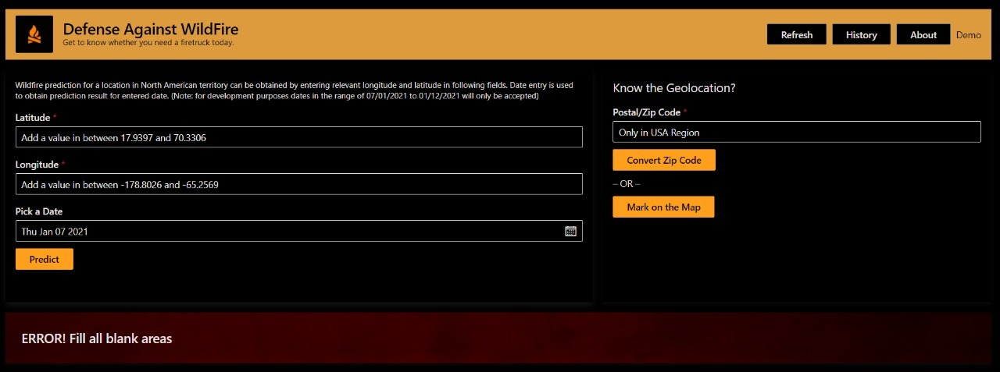 Defense Against WildFire
Get to know whether you need a firetruck today.
Refresh
History
About
Demo
Wildfire prediction for a location in North American territory can be obtained by entering relevant longitude and latitude in following fields. Date entry is used
to obtain prediction result for entered date. (Note: for development purposes dates in the range of 07/01/2021 to 01/12/2021 will only be accepted)
Latitude *
Add a value in between 17.9397 and 70.3306
Longitude *
Add a value in between -178.8026 and -65.2569
Pick a Date
Thu Jan 07 2021
Predict
Know the Geolocation?
Postal/Zip Code *
Only in USA Region
Convert Zip Code
– OR –
Mark on the Map
ERROR! Fill all blank areas